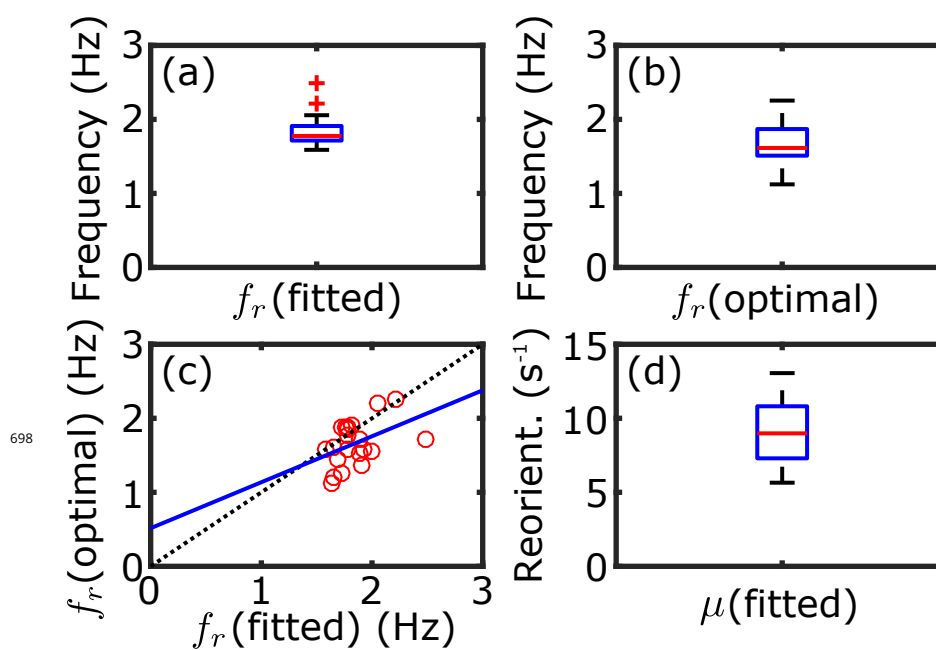 (a)
Frequency (Hz)
3
2
1
0
f_r(fitted)
(b)
Frequency (Hz)
3
2
1
0
f_r(optimal)
698
(c)
f_r(optimal) (Hz)
3
2
1
0
0 1 2 3
f_r(fitted) (Hz)
(d)
Reorient. (s⁻¹)
15
10
5
0
μ(fitted)